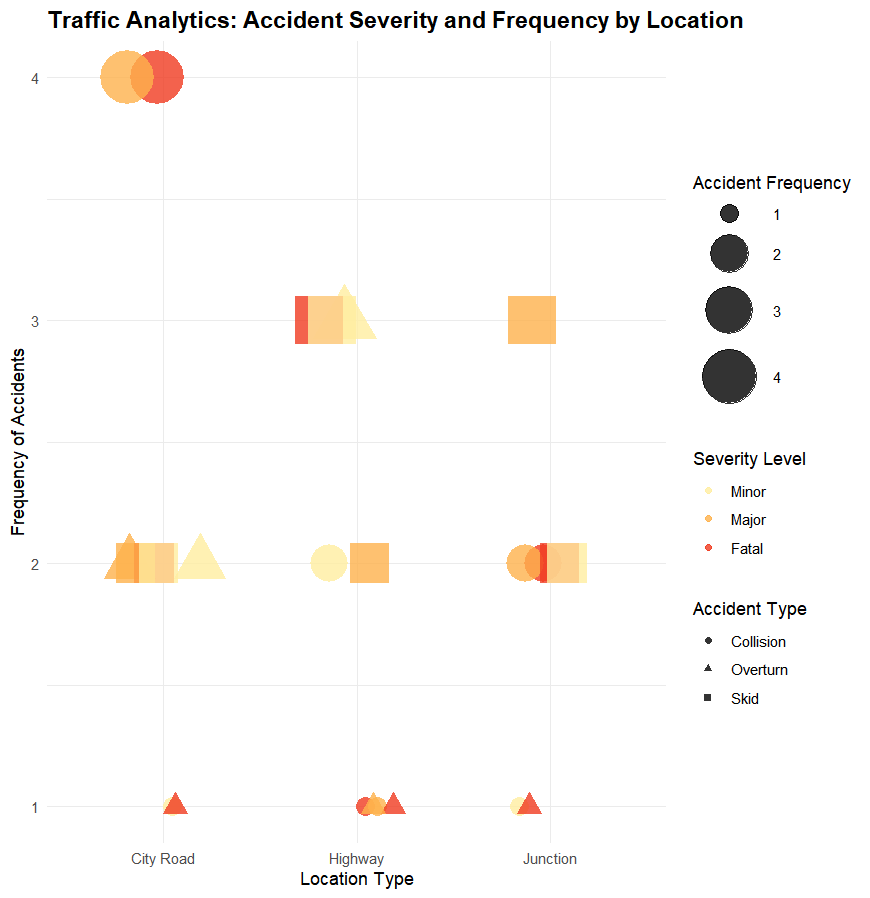 Traffic Analytics: Accident Severity and Frequency by Location
4
3
2
1
Frequency of Accidents
City Road
Highway
Junction
Location Type
Accident Frequency
1
2
3
4
Severity Level
Minor
Major
Fatal
Accident Type
Collision
Overturn
Skid